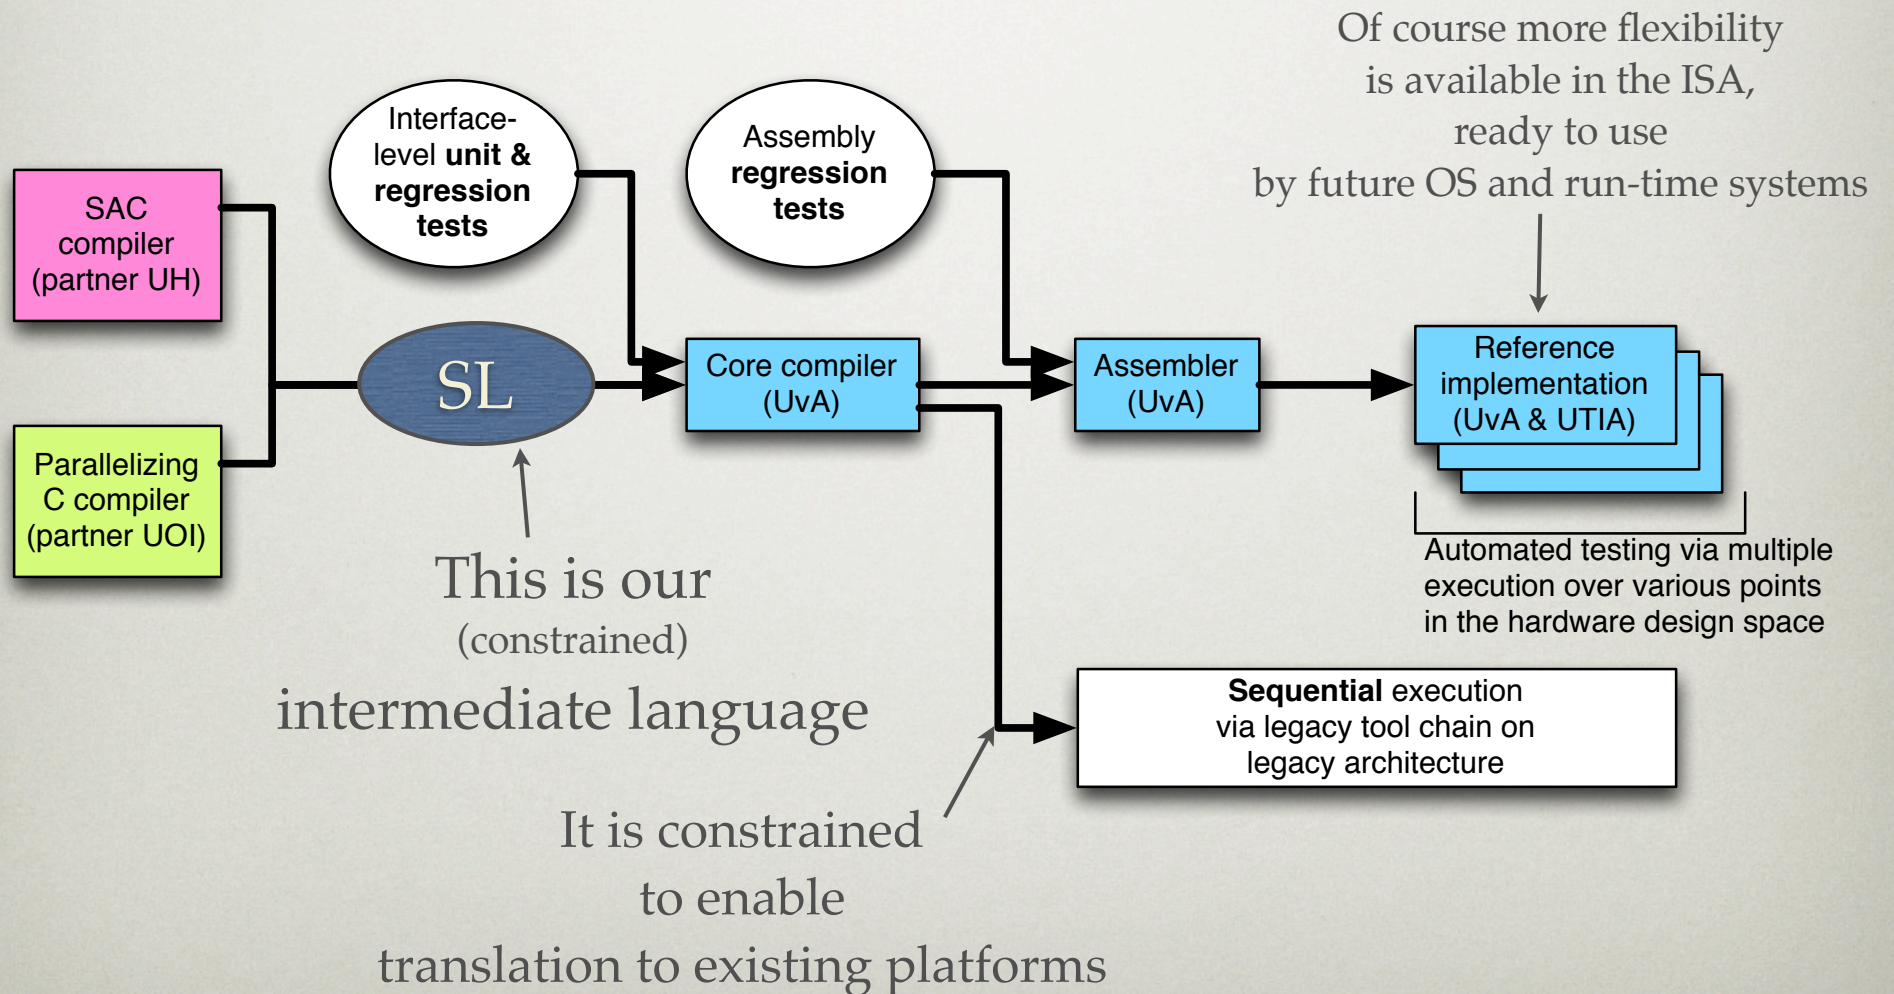 Of course more flexibility
is available in the ISA,
ready to use
by future OS and run-time systems
Interface-
level unit &
regression
tests
Assembly
regression
tests
SAC
compiler
(partner UH)
SL
Core compiler
(UvA)
Assembler
(UvA)
Reference
implementation
(UvA & UTIA)
Parallelizing
C compiler
(partner UOI)
Automated testing via multiple
execution over various points
in the hardware design space
This is our
(constrained)
intermediate language
Sequential execution
via legacy tool chain on
legacy architecture
It is constrained
to enable
translation to existing platforms